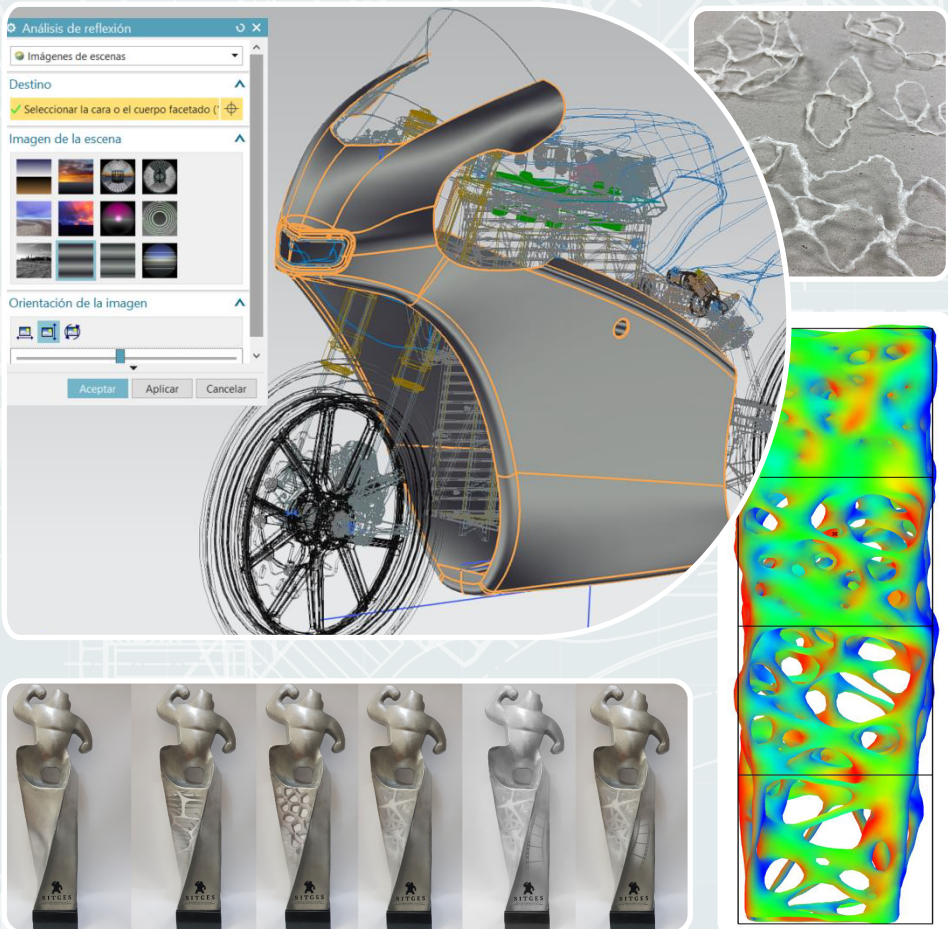 Análisis de reflexión
Imágenes de escenas
Destino
Seleccionar la cara o el cuerpo facetado (
Imagen de la escena
Orientación de la imagen
Aceptar
Aplicar
Cancelar
SITGES
SITGES
SITGES
SITGES
SITGES